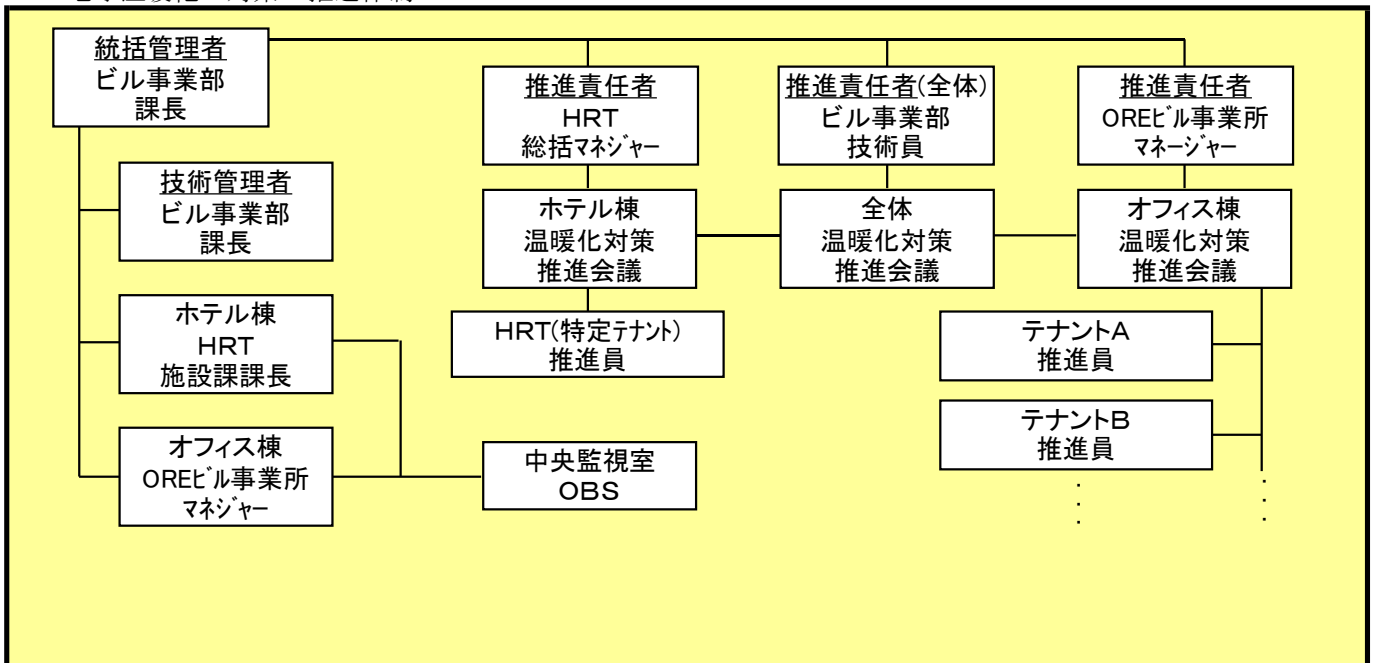 統括管理者
ビル事業部
課長
推進責任者
HRT
総括ﾏﾈｼﾞｬｰ
推進責任者(全体)
ビル事業部
技術員
推進責任者
OREﾋﾞﾙ事業所
ﾏﾈｰｼﾞｬｰ
技術管理者
ビル事業部
課長
ホテル棟
温暖化対策
推進会議
全体
温暖化対策
推進会議
オフィス棟
温暖化対策
推進会議
ホテル棟
HRT
施設課課長
HRT(特定ﾃﾅﾝﾄ)
推進員
テナントA
推進員
テナントB
推進員
オフィス棟
OREﾋﾞﾙ事業所
ﾏﾈｼﾞｬｰ
中央監視室
OBS